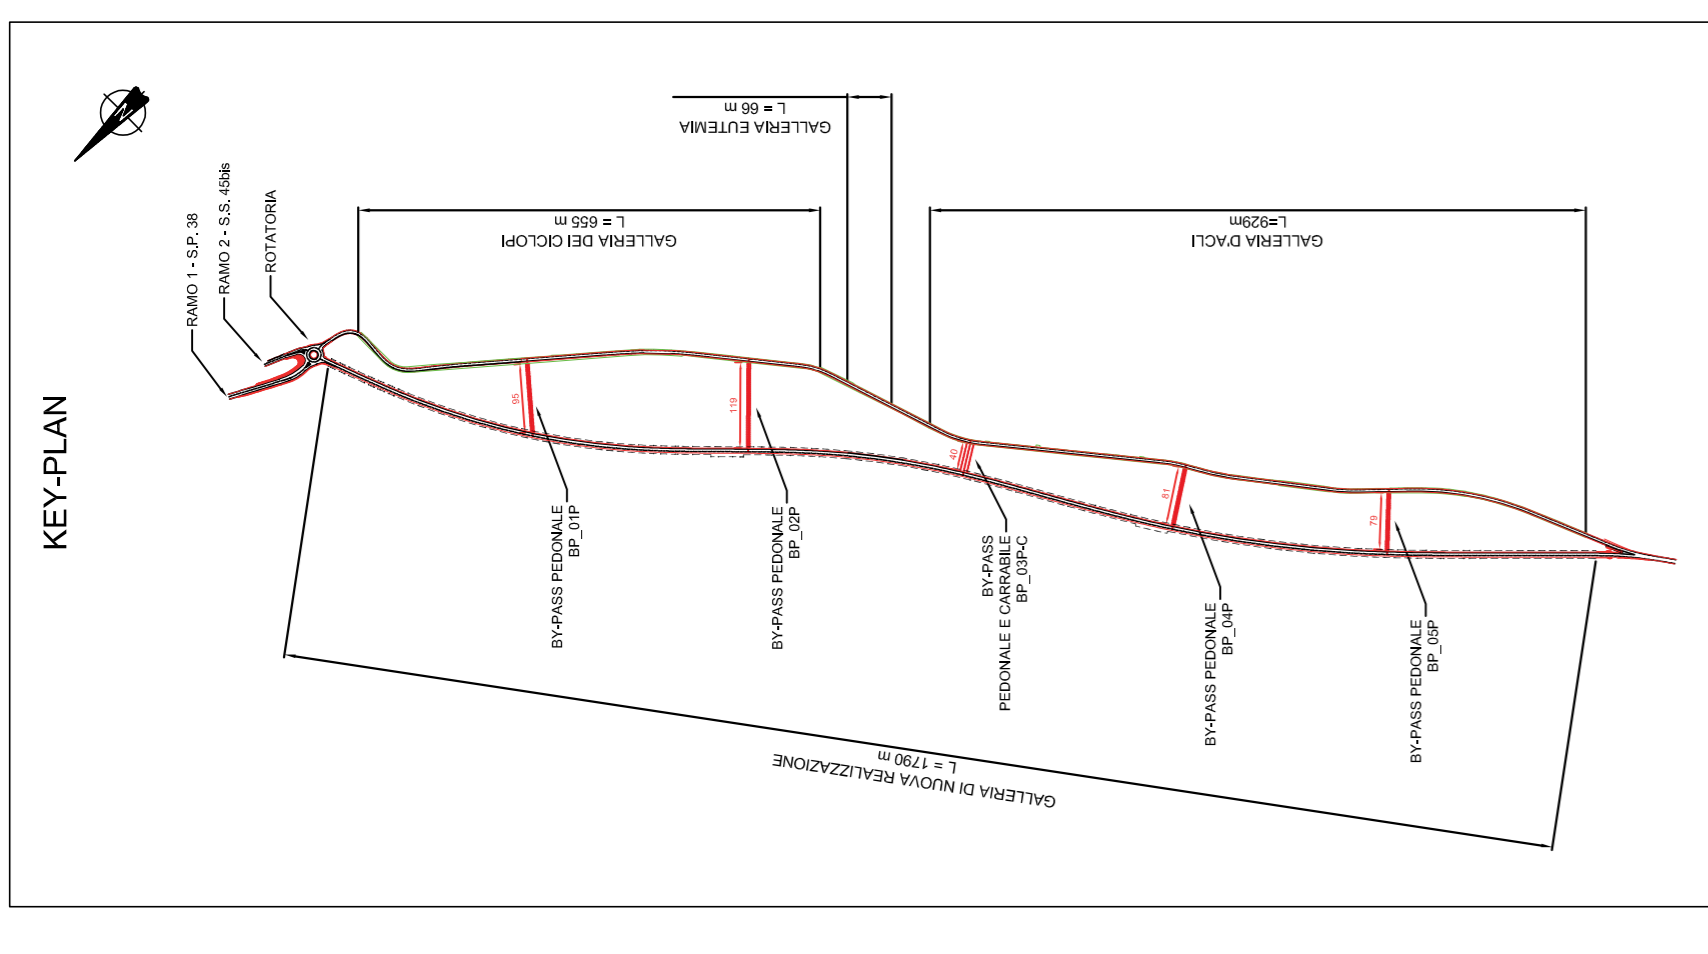 KEY-PLAN
RAMO 1 - S.P. 38
RAMO 2 - S.S. 45bis
ROTATORIA
GALLERIA DEI CICLOPI
L = 655 m
GALLERIA EUTEMIA
L = 66 m
GALLERIA D'ACLI
L=929m
95
119
40
81
79
BY-PASS PEDONALE
BP_01P
BY-PASS PEDONALE
BP_02P
BY-PASS
PEDONALE E CARRABILE
BP_03P-C
BY-PASS PEDONALE
BP_04P
BY-PASS PEDONALE
BP_05P
GALLERIA DI NUOVA REALIZZAZIONE
L = 1790 m